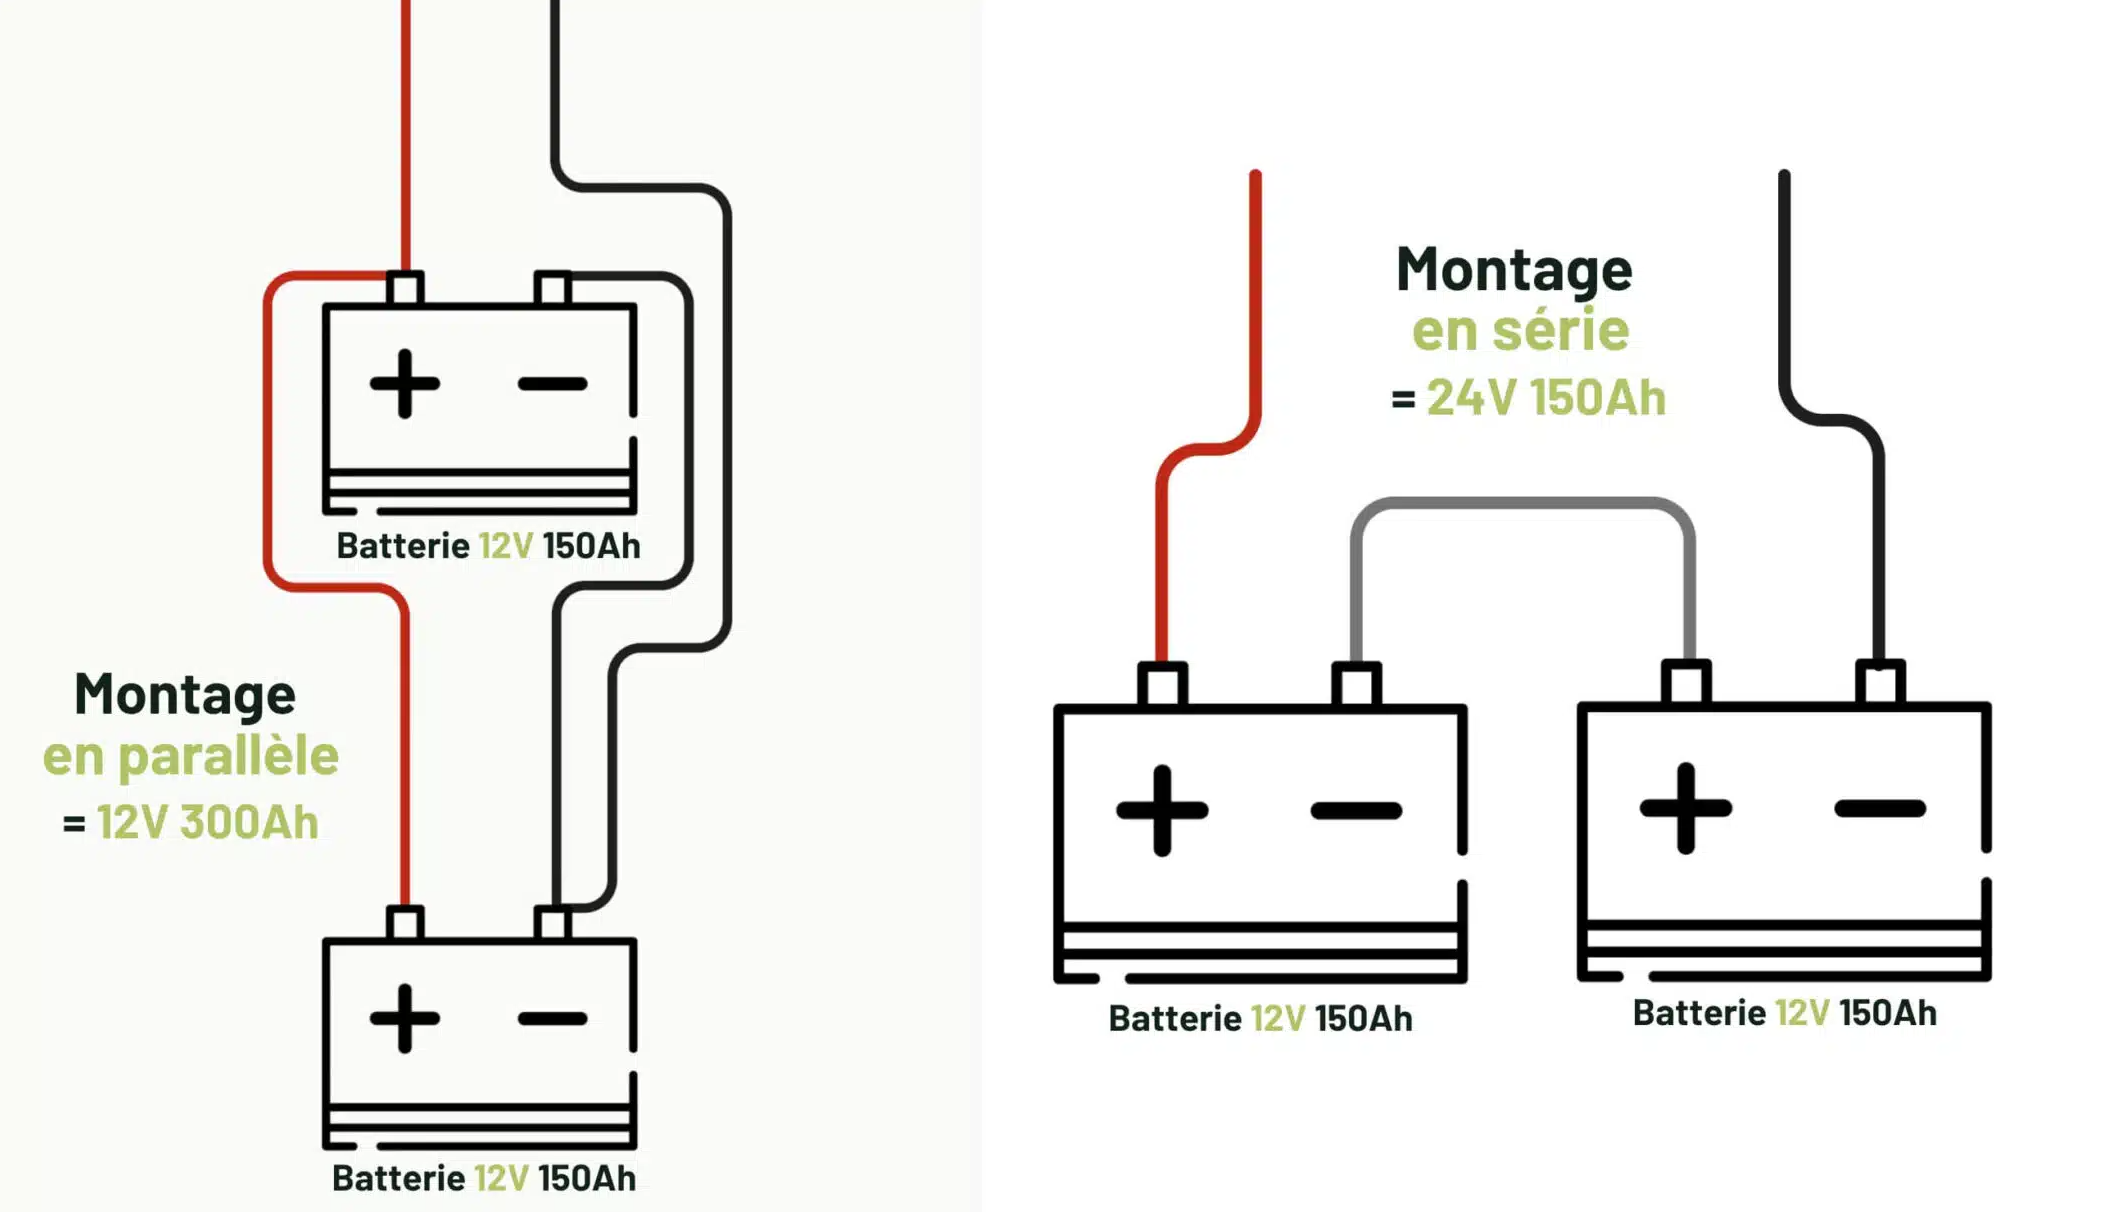 Batterie 12V 150Ah
Montage
en parallèle
= 12V 300Ah
Batterie 12V 150Ah
Montage
en série
= 24V 150Ah
Batterie 12V 150Ah
Batterie 12V 150Ah